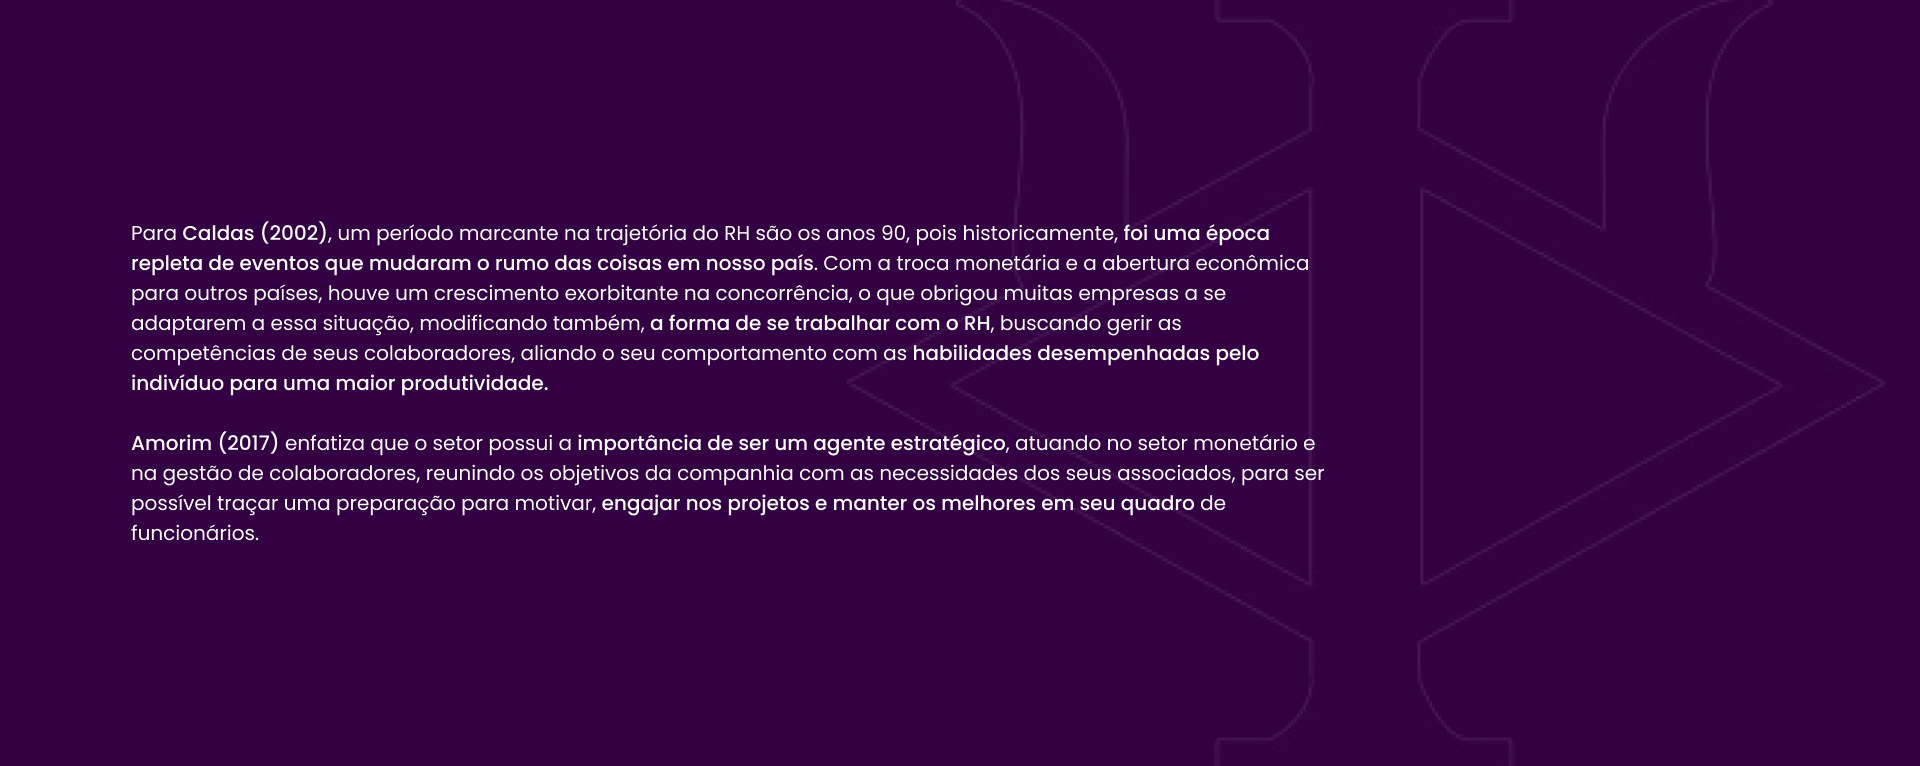 Para Caldas (2002), um período marcante na trajetória do RH são os anos 90, pois historicamente, foi uma época
repleta de eventos que mudaram o rumo das coisas em nosso país. Com a troca monetária e a abertura econômica
para outros países, houve um crescimento exorbitante na concorrência, o que obrigou muitas empresas a se
adaptarem a essa situação, modificando também, a forma de se trabalhar com o RH, buscando gerir as
competências de seus colaboradores, aliando o seu comportamento com as habilidades desempenhadas pelo
indivíduo para uma maior produtividade.
Amorim (2017) enfatiza que o setor possui a importância de ser um agente estratégico, atuando no setor monetário e
na gestão de colaboradores, reunindo os objetivos da companhia com as necessidades dos seus associados, para ser
possível traçar uma preparação para motivar, engajar nos projetos e manter os melhores em seu quadro de
funcionários.